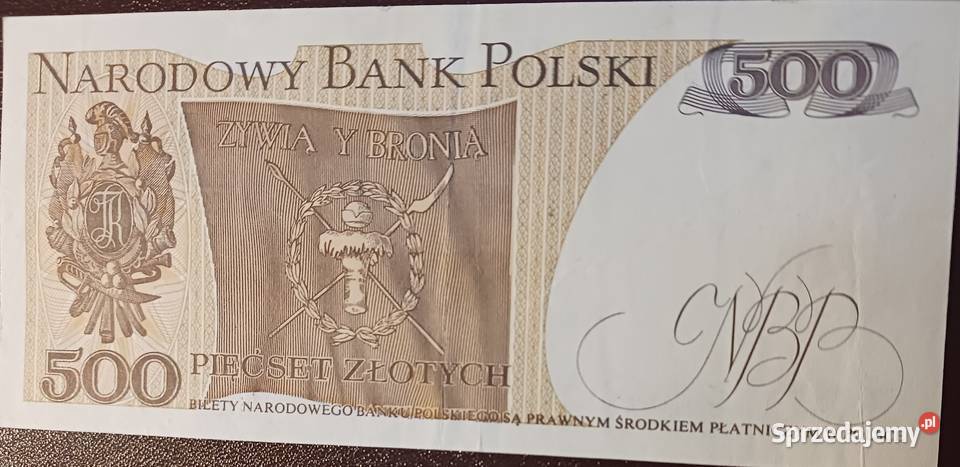 NARODOWY BANK POLSKI
500
ŻYWIĄ Y BRONIĄ
TK
500
PIĘĆSET ZŁOTYCH
NBP
BILETY NARODOWEGO BANKU POLSKIEGO SĄ PRAWNYM ŚRODKIEM
Sprzedajemy.pl